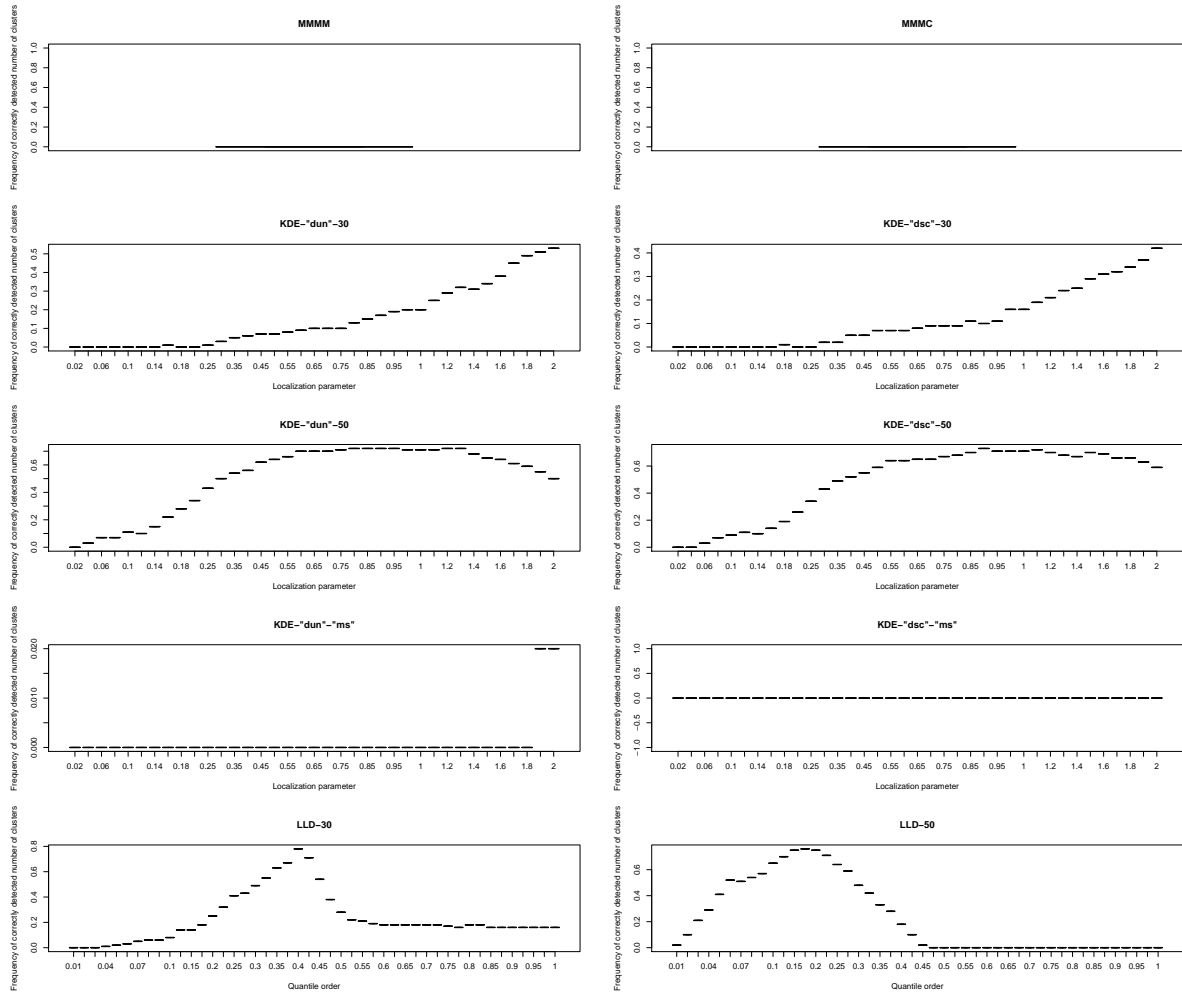 MMMM
Frequency of correctly detected number of clusters
0.0 0.2 0.4 0.6 0.8 1.0
MMMC
Frequency of correctly detected number of clusters
0.0 0.2 0.4 0.6 0.8 1.0
KDE−"dun"−30
Frequency of correctly detected number of clusters
0.0 0.1 0.2 0.3 0.4 0.5
0.02 0.06 0.1 0.14 0.18 0.25 0.35 0.45 0.55 0.65 0.75 0.85 0.95 1 1.2 1.4 1.6 1.8 2
Localization parameter
KDE−"dsc"−30
Frequency of correctly detected number of clusters
0.0 0.1 0.2 0.3 0.4
0.02 0.06 0.1 0.14 0.18 0.25 0.35 0.45 0.55 0.65 0.75 0.85 0.95 1 1.2 1.4 1.6 1.8 2
Localization parameter
KDE−"dun"−50
Frequency of correctly detected number of clusters
0.0 0.2 0.4 0.6
0.02 0.06 0.1 0.14 0.18 0.25 0.35 0.45 0.55 0.65 0.75 0.85 0.95 1 1.2 1.4 1.6 1.8 2
Localization parameter
KDE−"dsc"−50
Frequency of correctly detected number of clusters
0.0 0.2 0.4 0.6
0.02 0.06 0.1 0.14 0.18 0.25 0.35 0.45 0.55 0.65 0.75 0.85 0.95 1 1.2 1.4 1.6 1.8 2
Localization parameter
KDE−"dun"−"ms"
Frequency of correctly detected number of clusters
0.000 0.010 0.020
0.02 0.06 0.1 0.14 0.18 0.25 0.35 0.45 0.55 0.65 0.75 0.85 0.95 1 1.2 1.4 1.6 1.8 2
Localization parameter
KDE−"dsc"−"ms"
Frequency of correctly detected number of clusters
−1.0 −0.5 0.0 0.5 1.0
0.02 0.06 0.1 0.14 0.18 0.25 0.35 0.45 0.55 0.65 0.75 0.85 0.95 1 1.2 1.4 1.6 1.8 2
Localization parameter
LLD−30
Frequency of correctly detected number of clusters
0.0 0.2 0.4 0.6 0.8
0.01 0.04 0.07 0.1 0.15 0.2 0.25 0.3 0.35 0.4 0.45 0.5 0.55 0.6 0.65 0.7 0.75 0.8 0.85 0.9 0.95 1
Quantile order
LLD−50
Frequency of correctly detected number of clusters
0.0 0.2 0.4 0.6
0.01 0.04 0.07 0.1 0.15 0.2 0.25 0.3 0.35 0.4 0.45 0.5 0.55 0.6 0.65 0.7 0.75 0.8 0.85 0.9 0.95 1
Quantile order